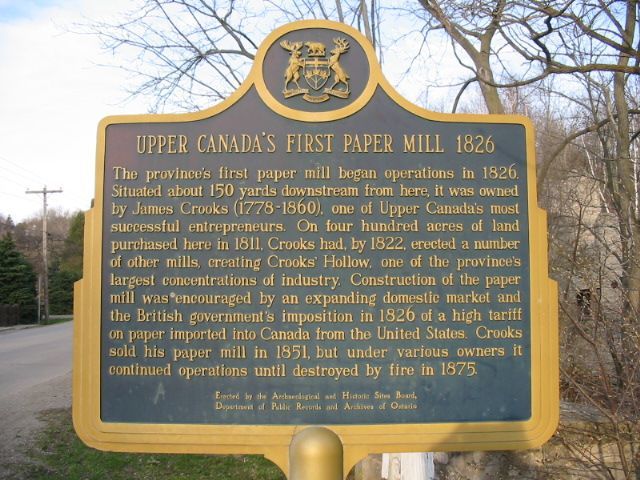 UPPER CANADA'S FIRST PAPER MILL 1826
The province's first paper mill began operations in 1826.
Situated about 150 yards downstream from here, it was owned
by James Crooks (1778-1860), one of Upper Canada's most
successful entrepreneurs. On four hundred acres of land
purchased here in 1811, Crooks had, by 1822, erected a number
of other mills, creating Crooks' Hollow, one of the province's
largest concentrations of industry. Construction of the paper
mill was encouraged by an expanding domestic market and
the British government's imposition in 1826 of a high tariff
on paper imported into Canada from the United States. Crooks
sold his paper mill in 1851, but under various owners it
continued operations until destroyed by fire in 1875.
Erected by the Archaeological and Historic Sites Board,
Department of Public Records and Archives of Ontario